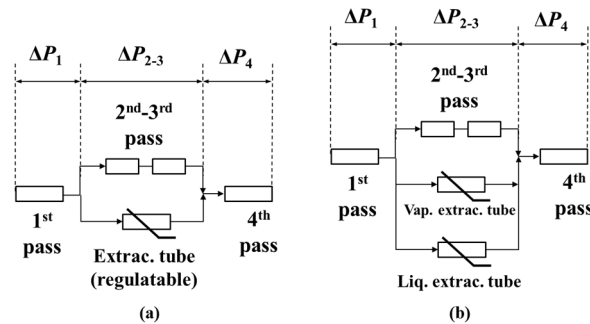 ΔP₁ ΔP₂₋₃ ΔP₄
2ⁿᵈ-3ʳᵈ
pass
1ˢᵗ
pass
4ᵗʰ
pass
Extrac. tube
(regulatable)
(a)
ΔP₁ ΔP₂₋₃ ΔP₄
2ⁿᵈ-3ʳᵈ
pass
1ˢᵗ
pass
4ᵗʰ
pass
Vap. extrac. tube
Liq. extrac. tube
(b)